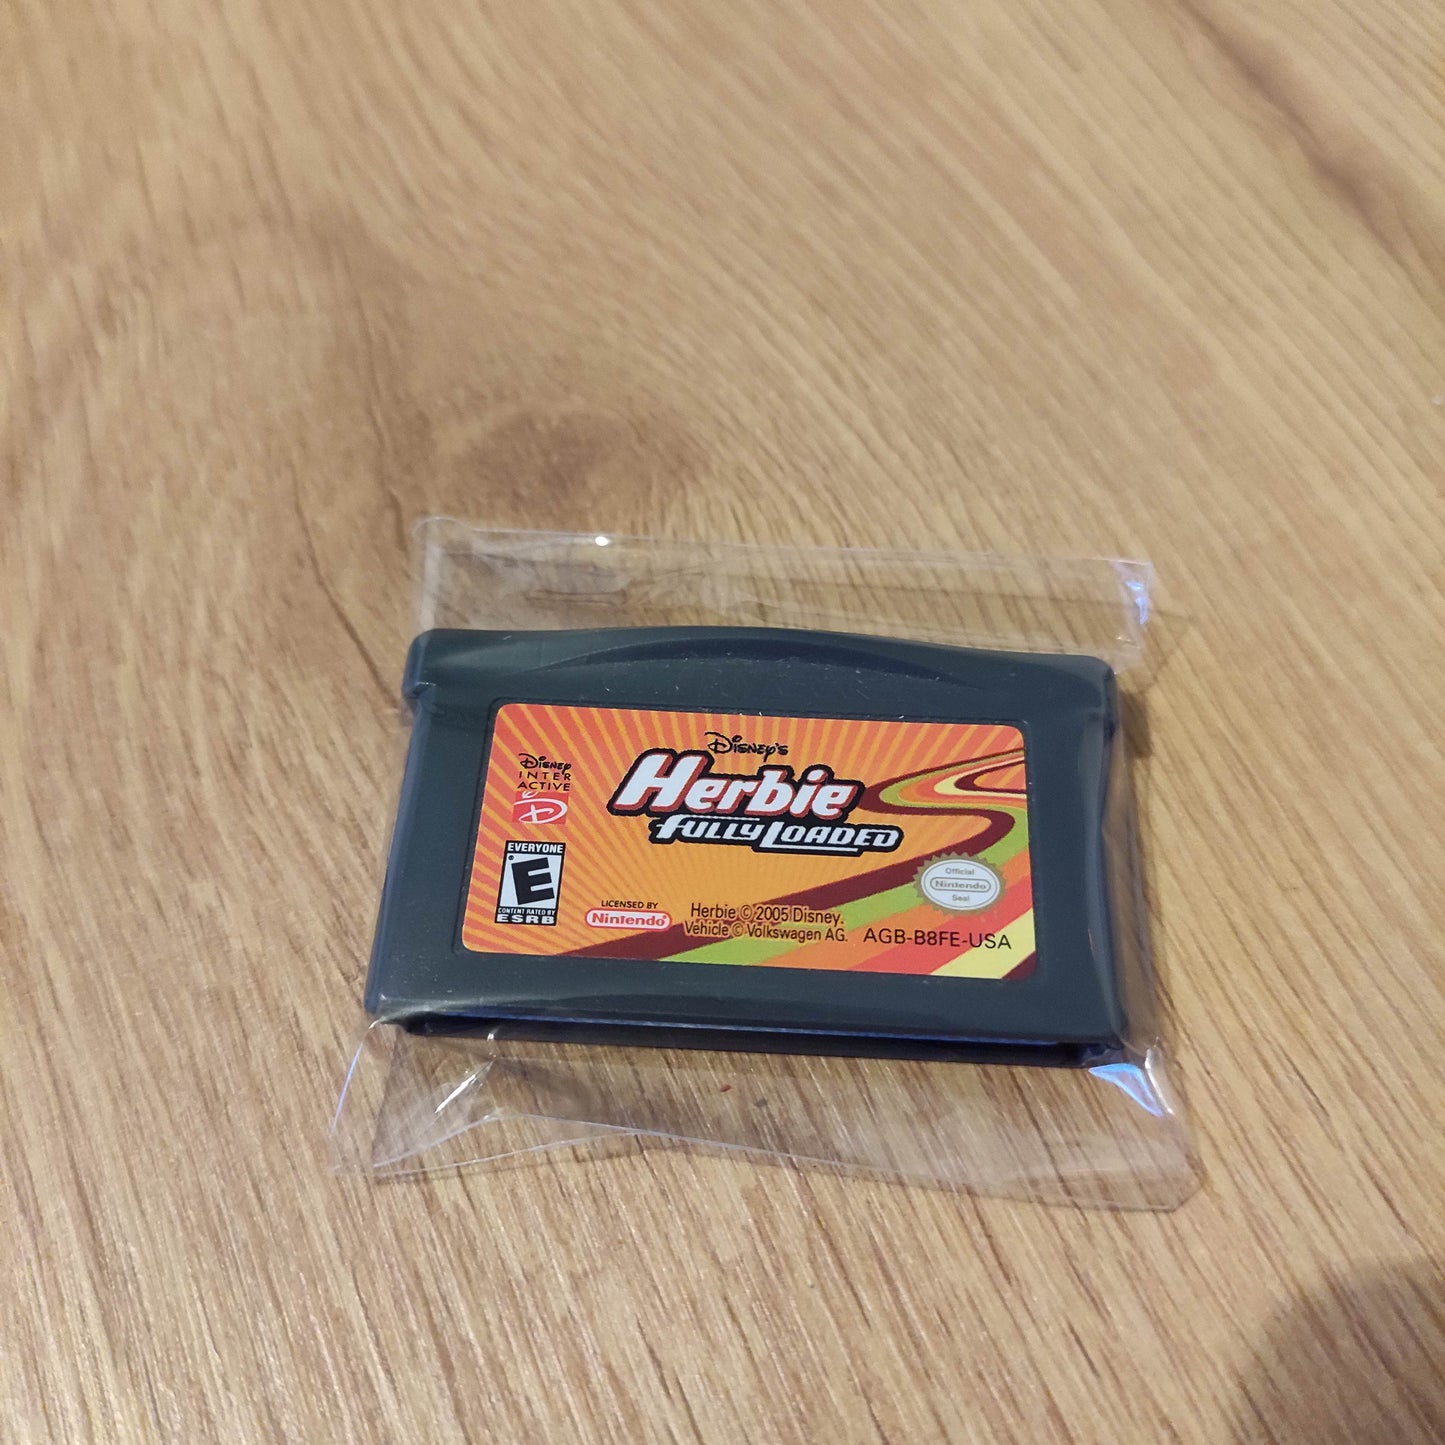 Disney's
Herbie
Fully Loaded
Disney
INTER
ACTIVE
D
EVERYONE
E
CONTENT RATED BY
ESRB
LICENSED BY
Nintendo
Herbie © 2005 Disney.
Vehicle © Volkswagen AG.
Official
Nintendo
Seal
AGB-B8FE-USA